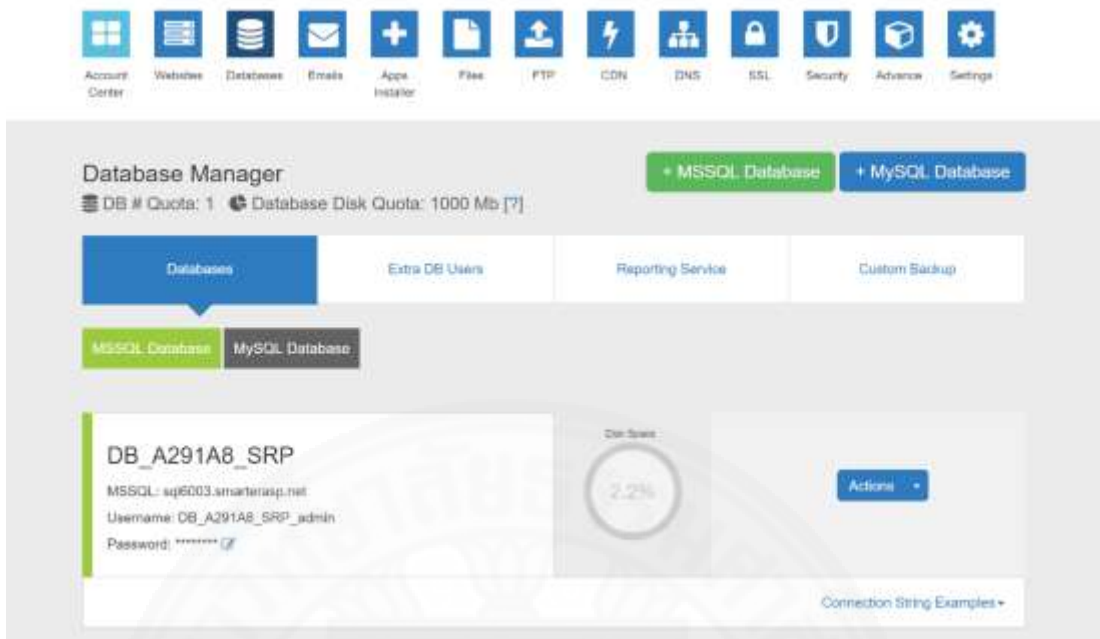 Account Center
Websites
Databases
Emails
Apps Installer
Files
FTP
CDN
DNS
SSL
Security
Advance
Settings
Database Manager
+ MSSQL Database
+ MySQL Database
DB # Quota: 1 Database Disk Quota: 1000 Mb [?]
Databases
Extra DB Users
Reporting Service
Custom Backup
MSSQL Database
MySQL Database
DB_A291A8_SRP
MSSQL: sql6003.smarterasp.net
Username: DB_A291A8_SRP_admin
Password: ********
Disk Space
2.2%
Actions
Connection String Examples